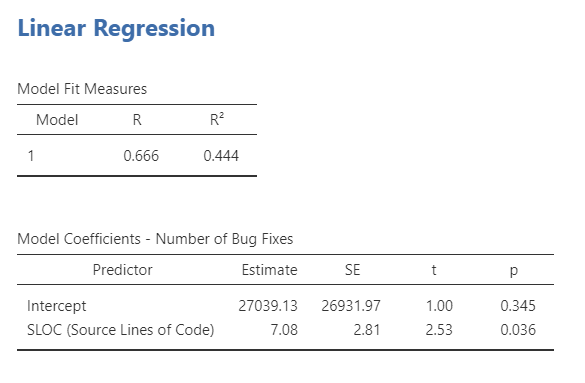 Linear Regression
Model Fit Measures
Model R R²
1 0.666 0.444
Model Coefficients - Number of Bug Fixes
Predictor Estimate SE t p
Intercept 27039.13 26931.97 1.00 0.345
SLOC (Source Lines of Code) 7.08 2.81 2.53 0.036